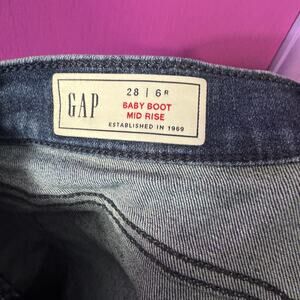 GAP
28 | 6R
BABY BOOT
MID RISE
ESTABLISHED IN 1969